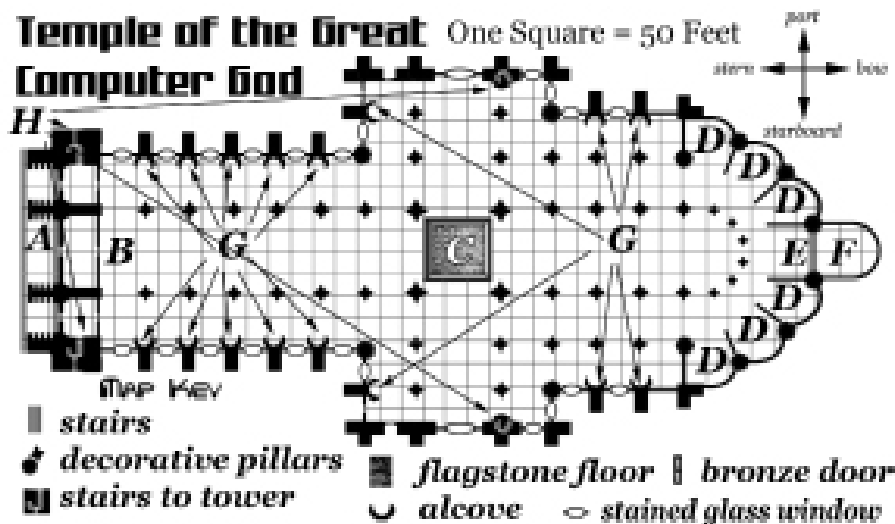 Temple of the Great
Computer God
One Square = 50 Feet
port
stern
bow
starboard
H
A
B
G
C
G
D
D
D
E
F
D
D
D
Map Key
stairs
decorative pillars
stairs to tower
flagstone floor
bronze door
alcove
stained glass window